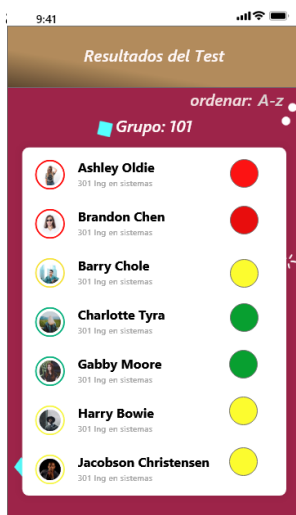 9:41
Resultados del Test
ordenar: A-z
Grupo: 101
Ashley Oldie
301 Ing en sistemas
Brandon Chen
301 Ing en sistemas
Barry Chole
301 Ing en sistemas
Charlotte Tyra
301 Ing en sistemas
Gabby Moore
301 Ing en sistemas
Harry Bowie
301 Ing en sistemas
Jacobson Christensen
301 Ing en sistemas